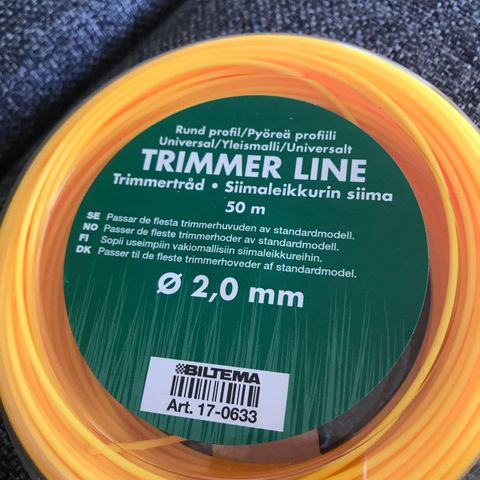 Rund profil/Pyöreä profiili
Universal/Yleismalli/Universalt
TRIMMER LINE
Trimmertråd • Siimaleikkurin siima
50 m
SE Passar de flesta trimmerhuvuden av standardmodell.
NO Passer de fleste trimmerhoder av standardmodell.
FI Sopii useimpiin vakiomallisiin siimaleikkureihin.
DK Passer til de fleste trimmerhoveder af standardmodel.
Ø 2,0 mm
BILTEMA
Art. 17-0633